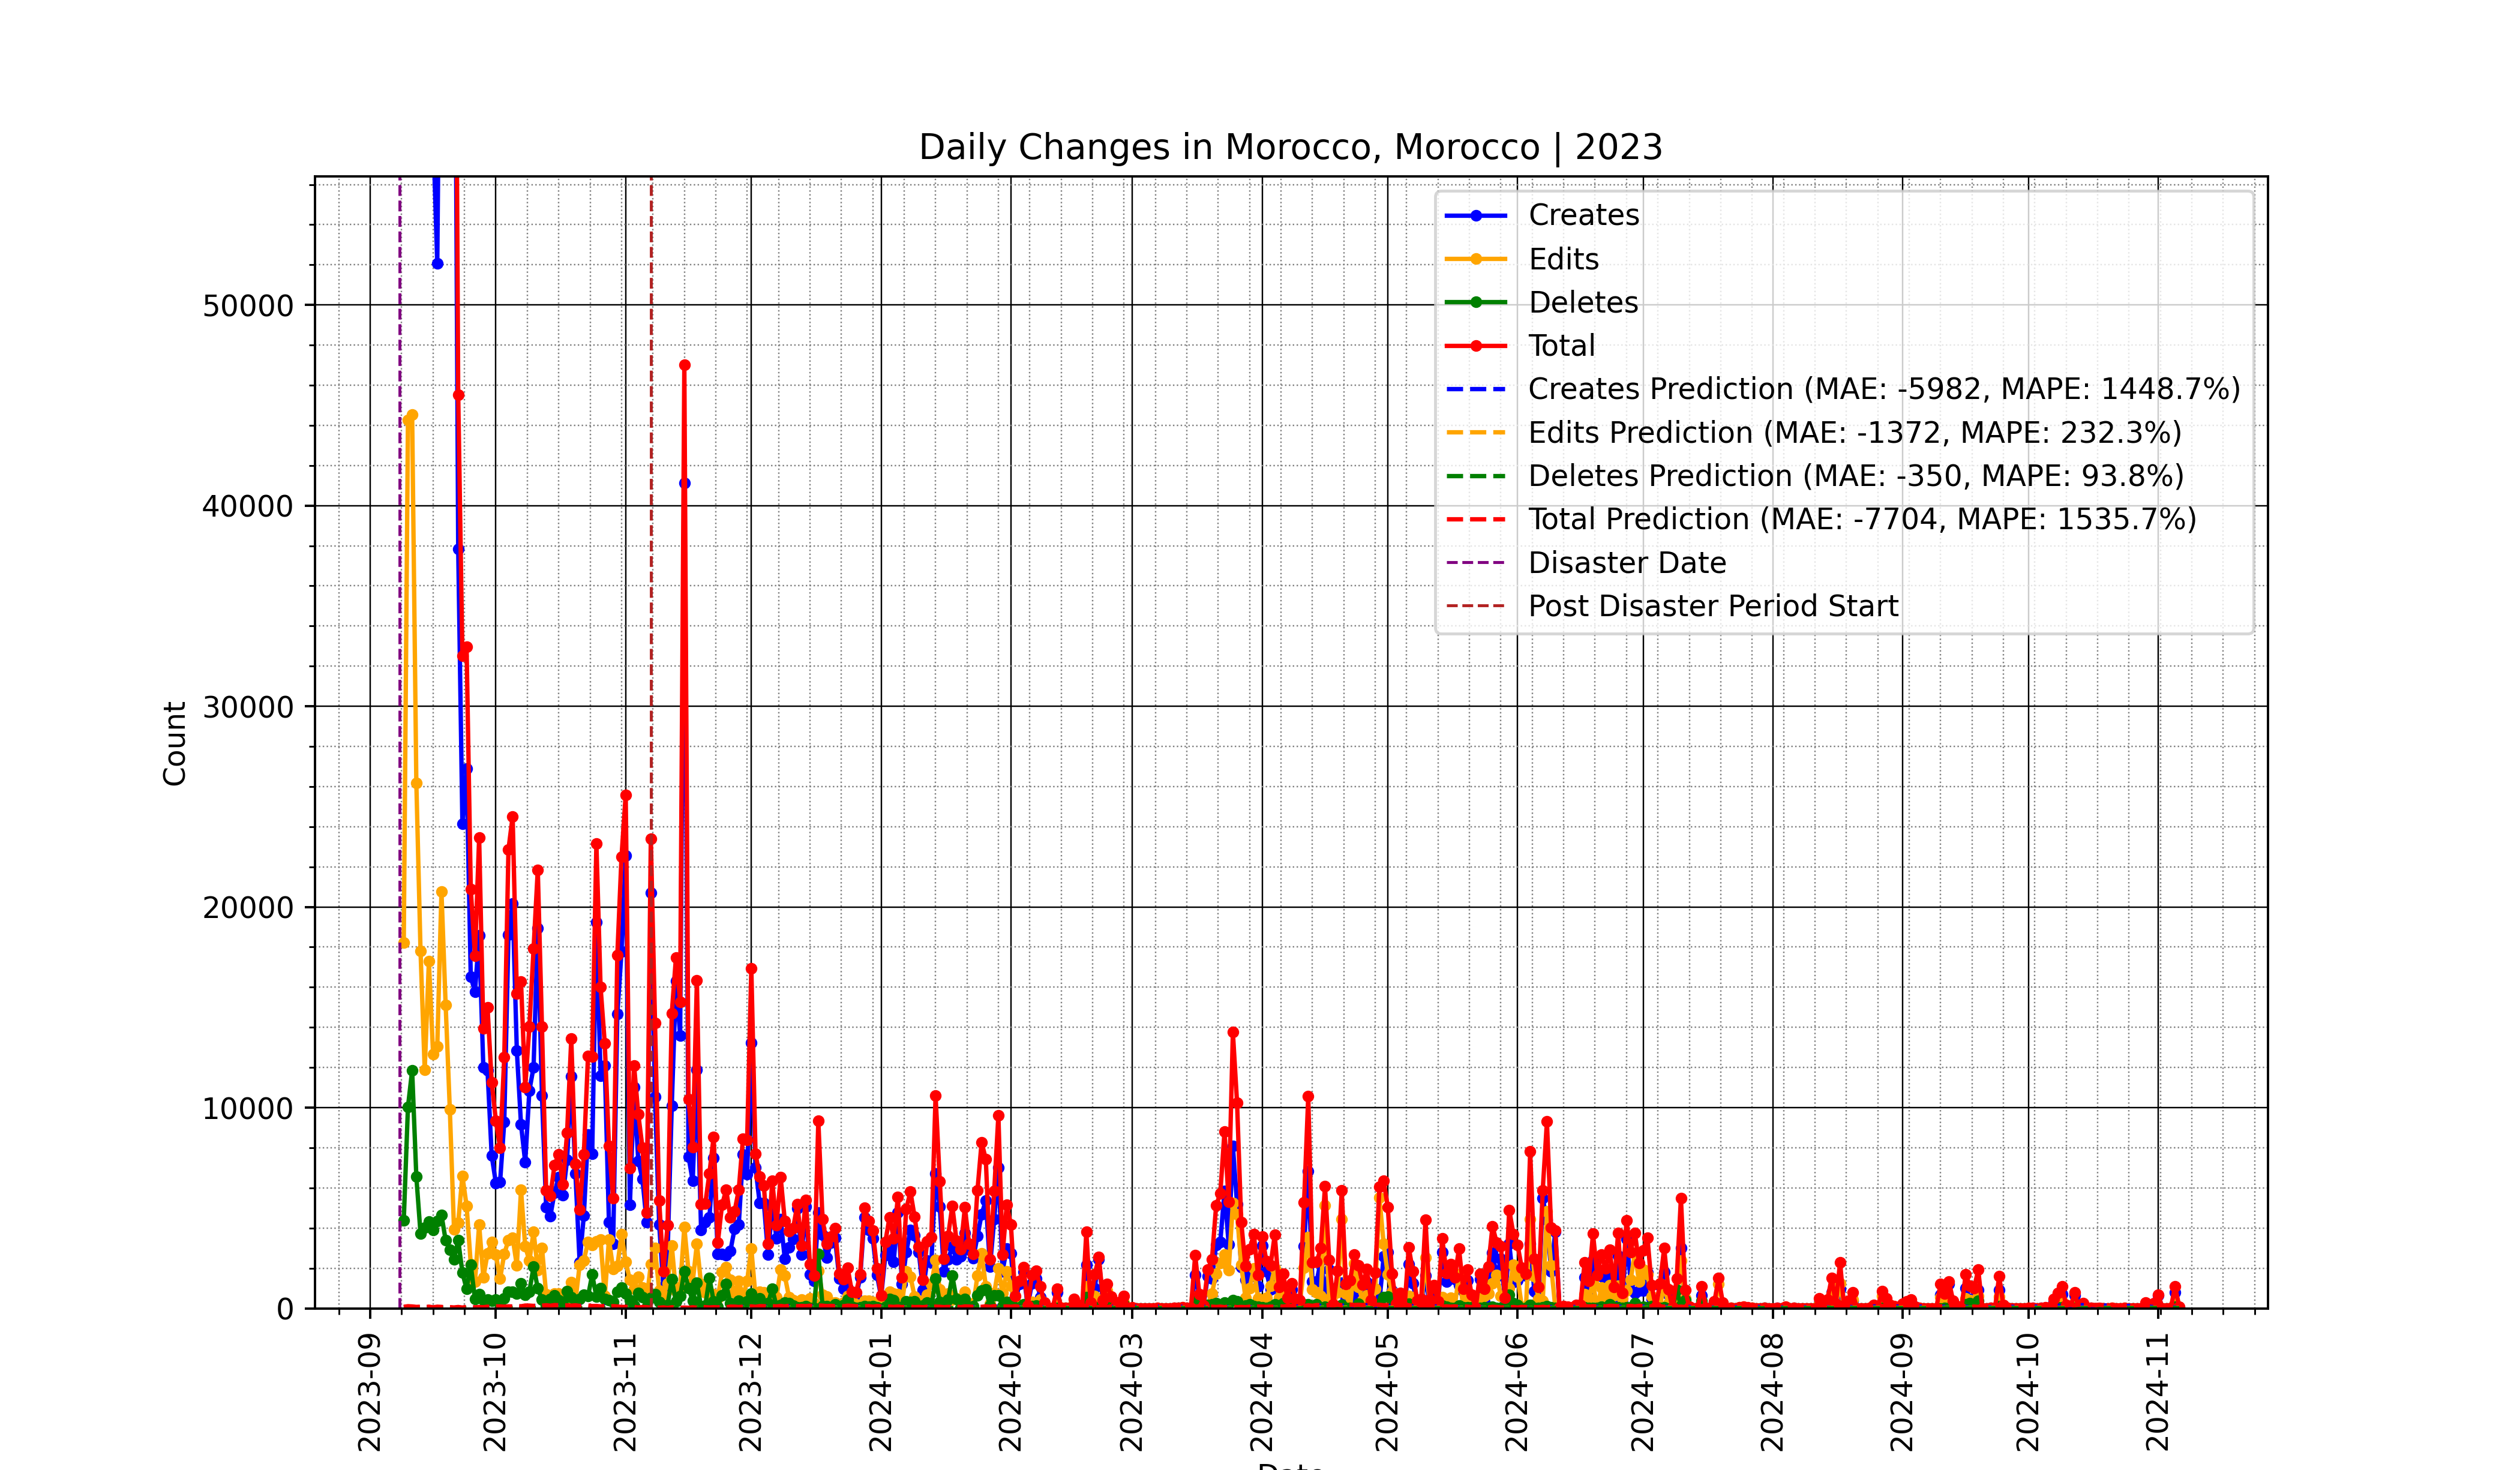 Daily Changes in Morocco, Morocco | 2023
Creates
Edits
Deletes
Total
Creates Prediction (MAE: -5982, MAPE: 1448.7%)
Edits Prediction (MAE: -1372, MAPE: 232.3%)
Deletes Prediction (MAE: -350, MAPE: 93.8%)
Total Prediction (MAE: -7704, MAPE: 1535.7%)
Disaster Date
Post Disaster Period Start
Count
50000
40000
30000
20000
10000
0
2023-09
2023-10
2023-11
2023-12
2024-01
2024-02
2024-03
2024-04
2024-05
2024-06
2024-07
2024-08
2024-09
2024-10
2024-11
Date